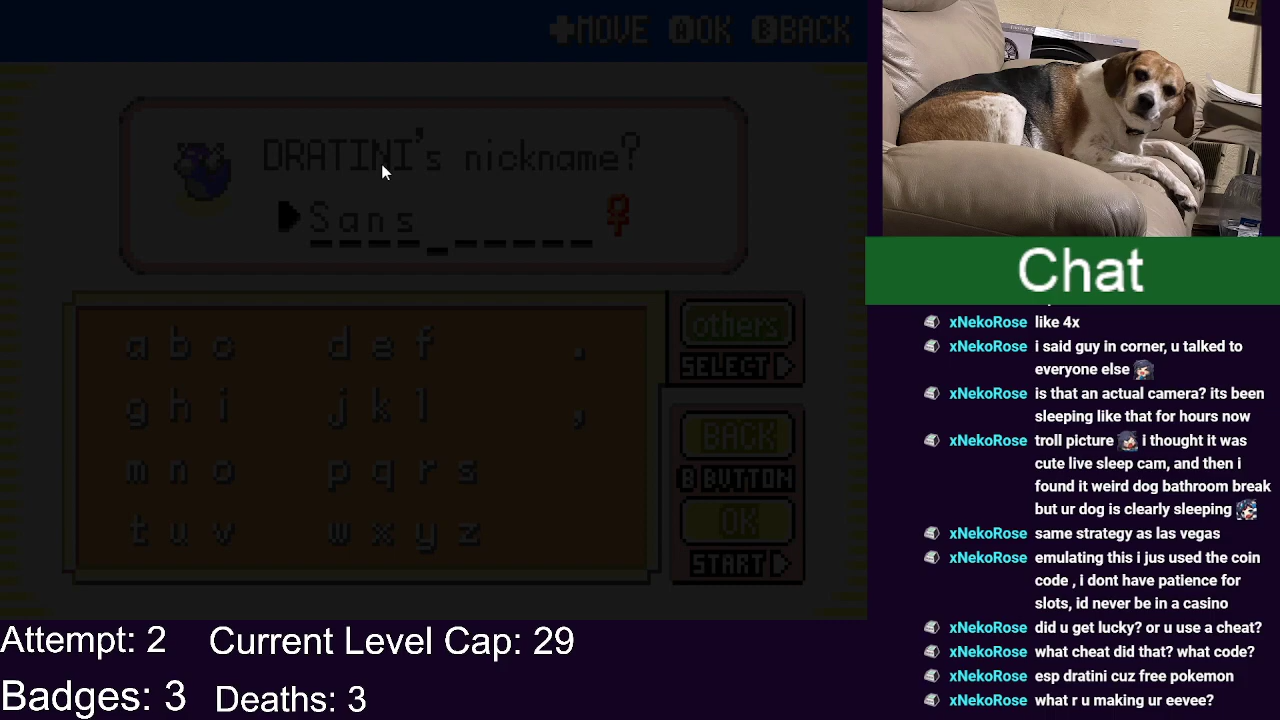 MOVE A OK B BACK
DRATINI's nickname?
Sans
a b c d e f .
g h i j k l ,
m n o p q r s
t u v w x y z
others
SELECT
BACK
B BUTTON
OK
START
Attempt: 2 Current Level Cap: 29
Badges: 3 Deaths: 3
Chat
xNekoRose like 4x
xNekoRose i said guy in corner, u talked to
everyone else
xNekoRose is that an actual camera? its been
sleeping like that for hours now
xNekoRose troll picture i thought it was
cute live sleep cam, and then i
found it weird dog bathroom break
but ur dog is clearly sleeping
xNekoRose same strategy as las vegas
xNekoRose emulating this i jus used the coin
code , i dont have patience for
slots, id never be in a casino
xNekoRose did u get lucky? or u use a cheat?
xNekoRose what cheat did that? what code?
xNekoRose esp dratini cuz free pokemon
xNekoRose what r u making ur eevee?